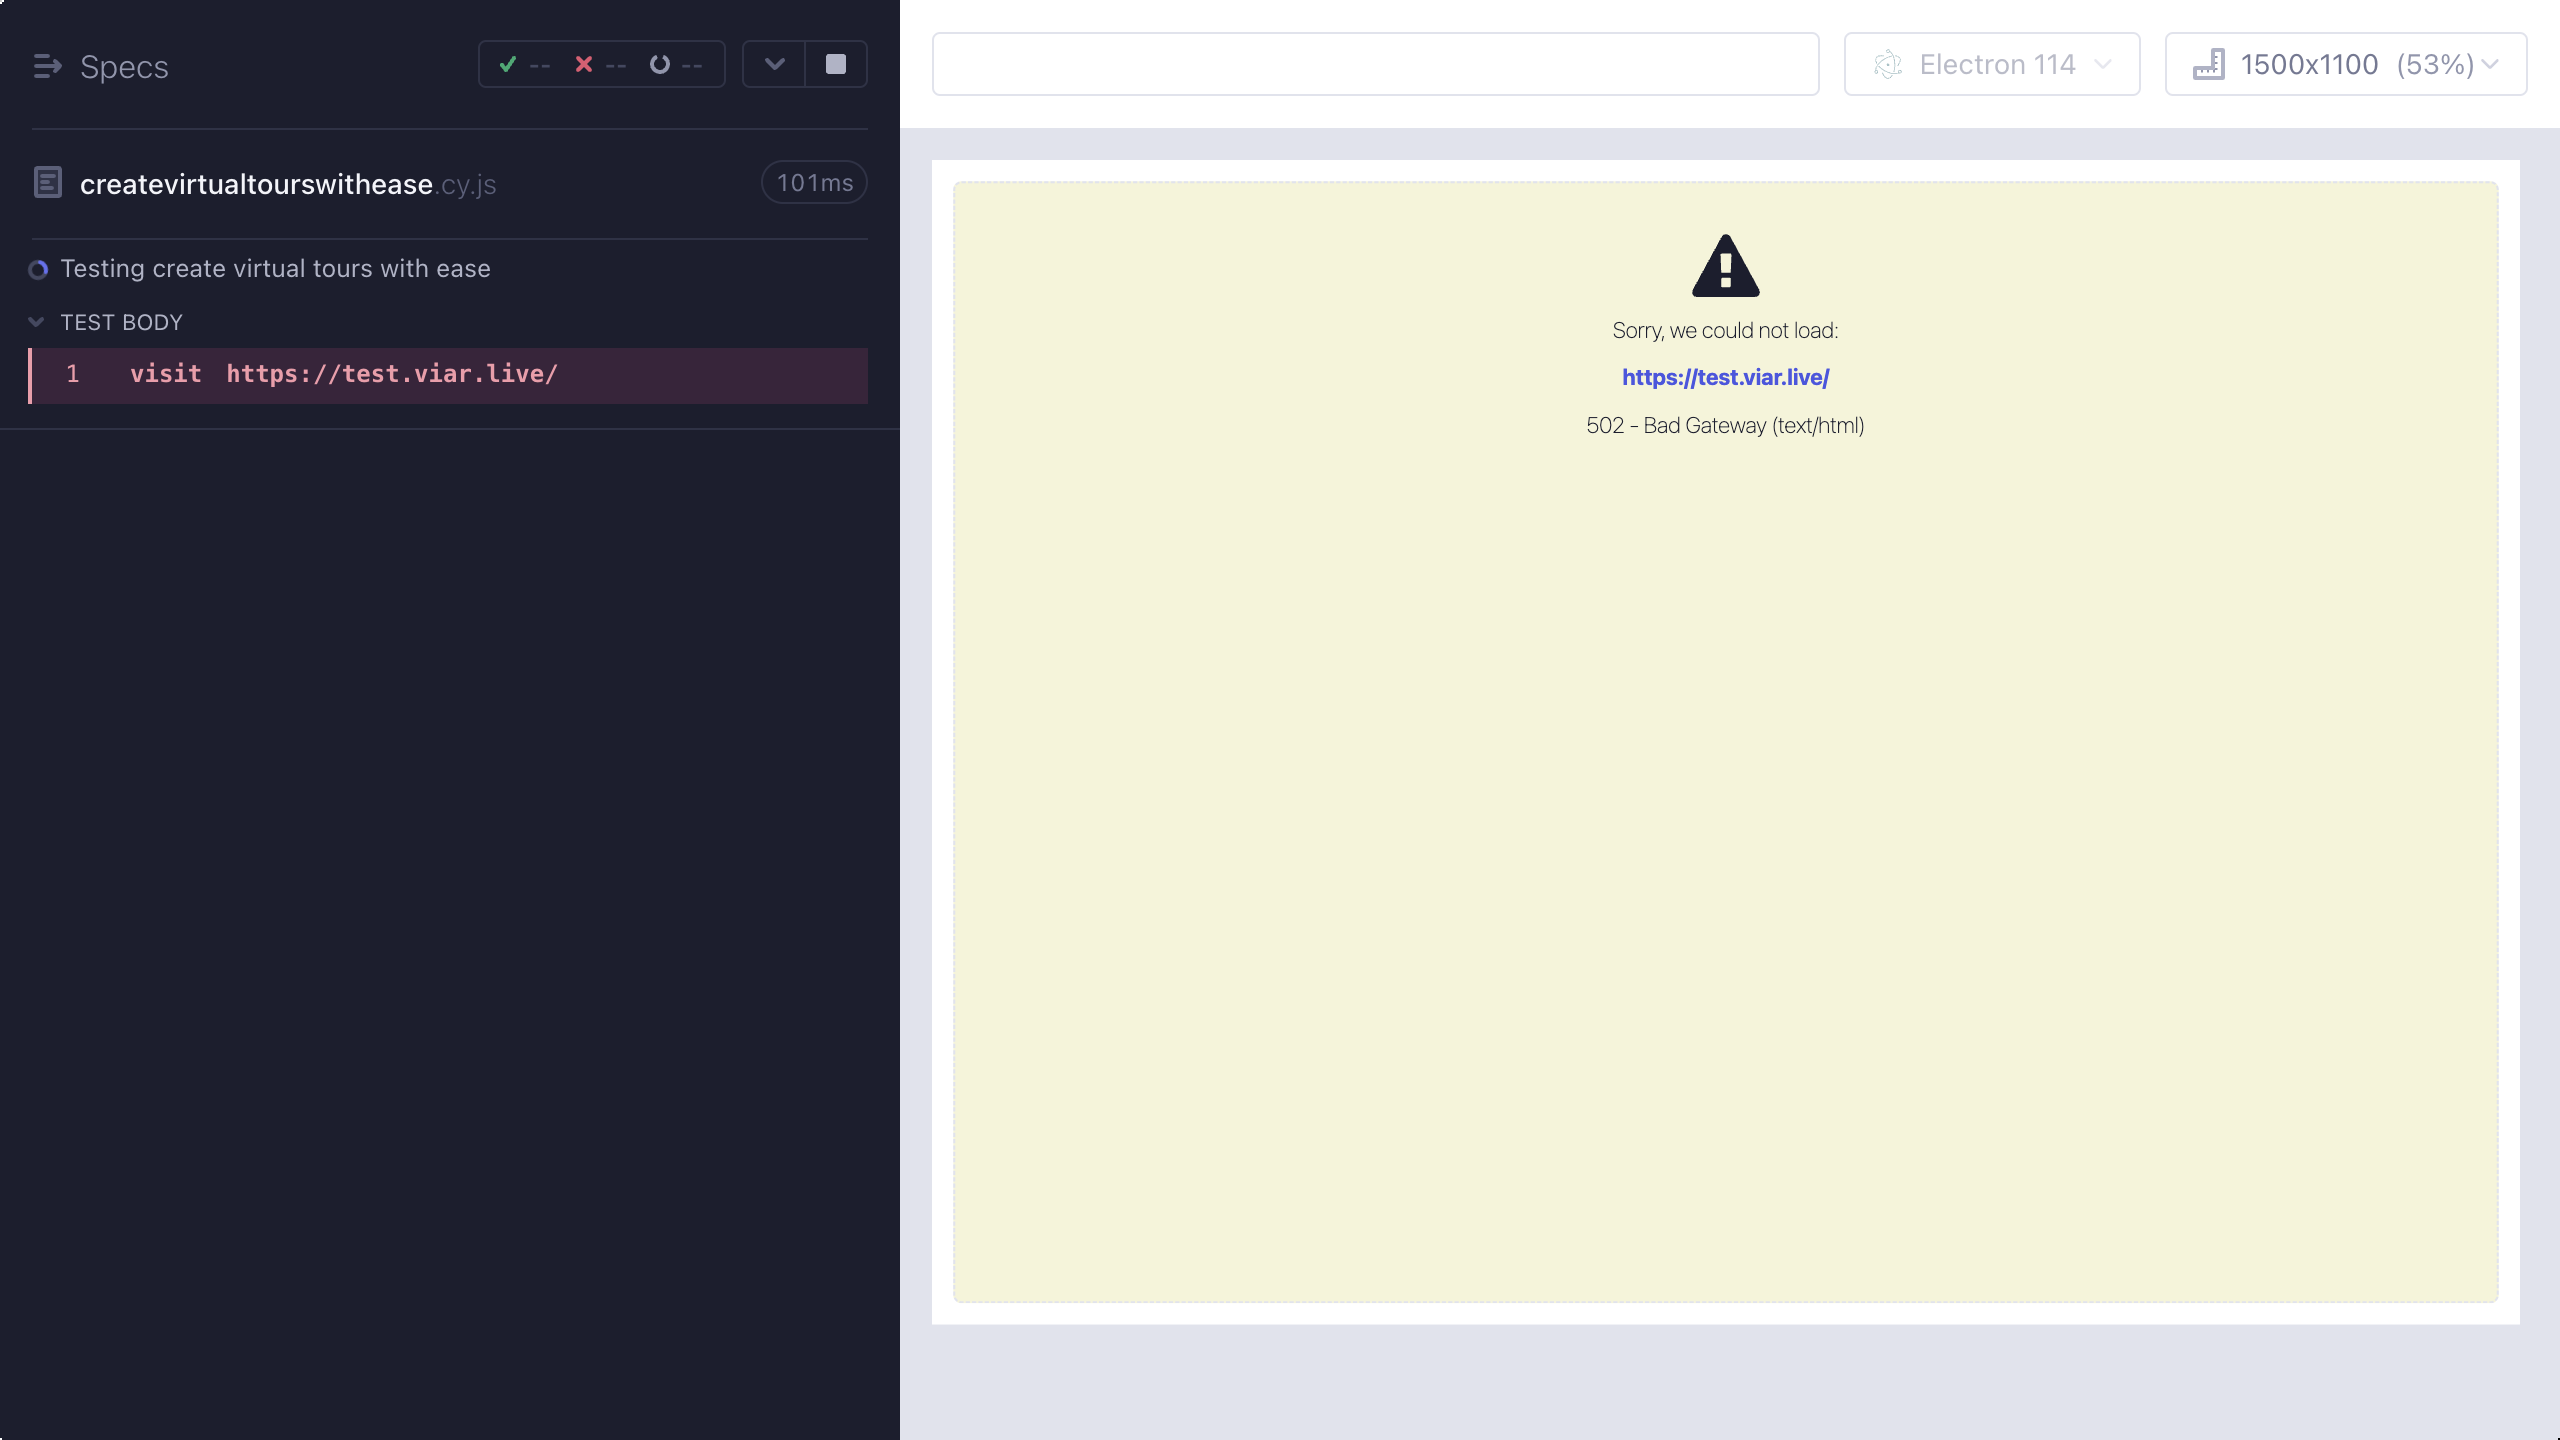 Specs
-- -- --
createvirtualtourswithease.cy.js
101ms
Testing create virtual tours with ease
TEST BODY
1 visit https://test.viar.live/
Electron 114
1500x1100 (53%)
Sorry, we could not load:
https://test.viar.live/
502 - Bad Gateway (text/html)